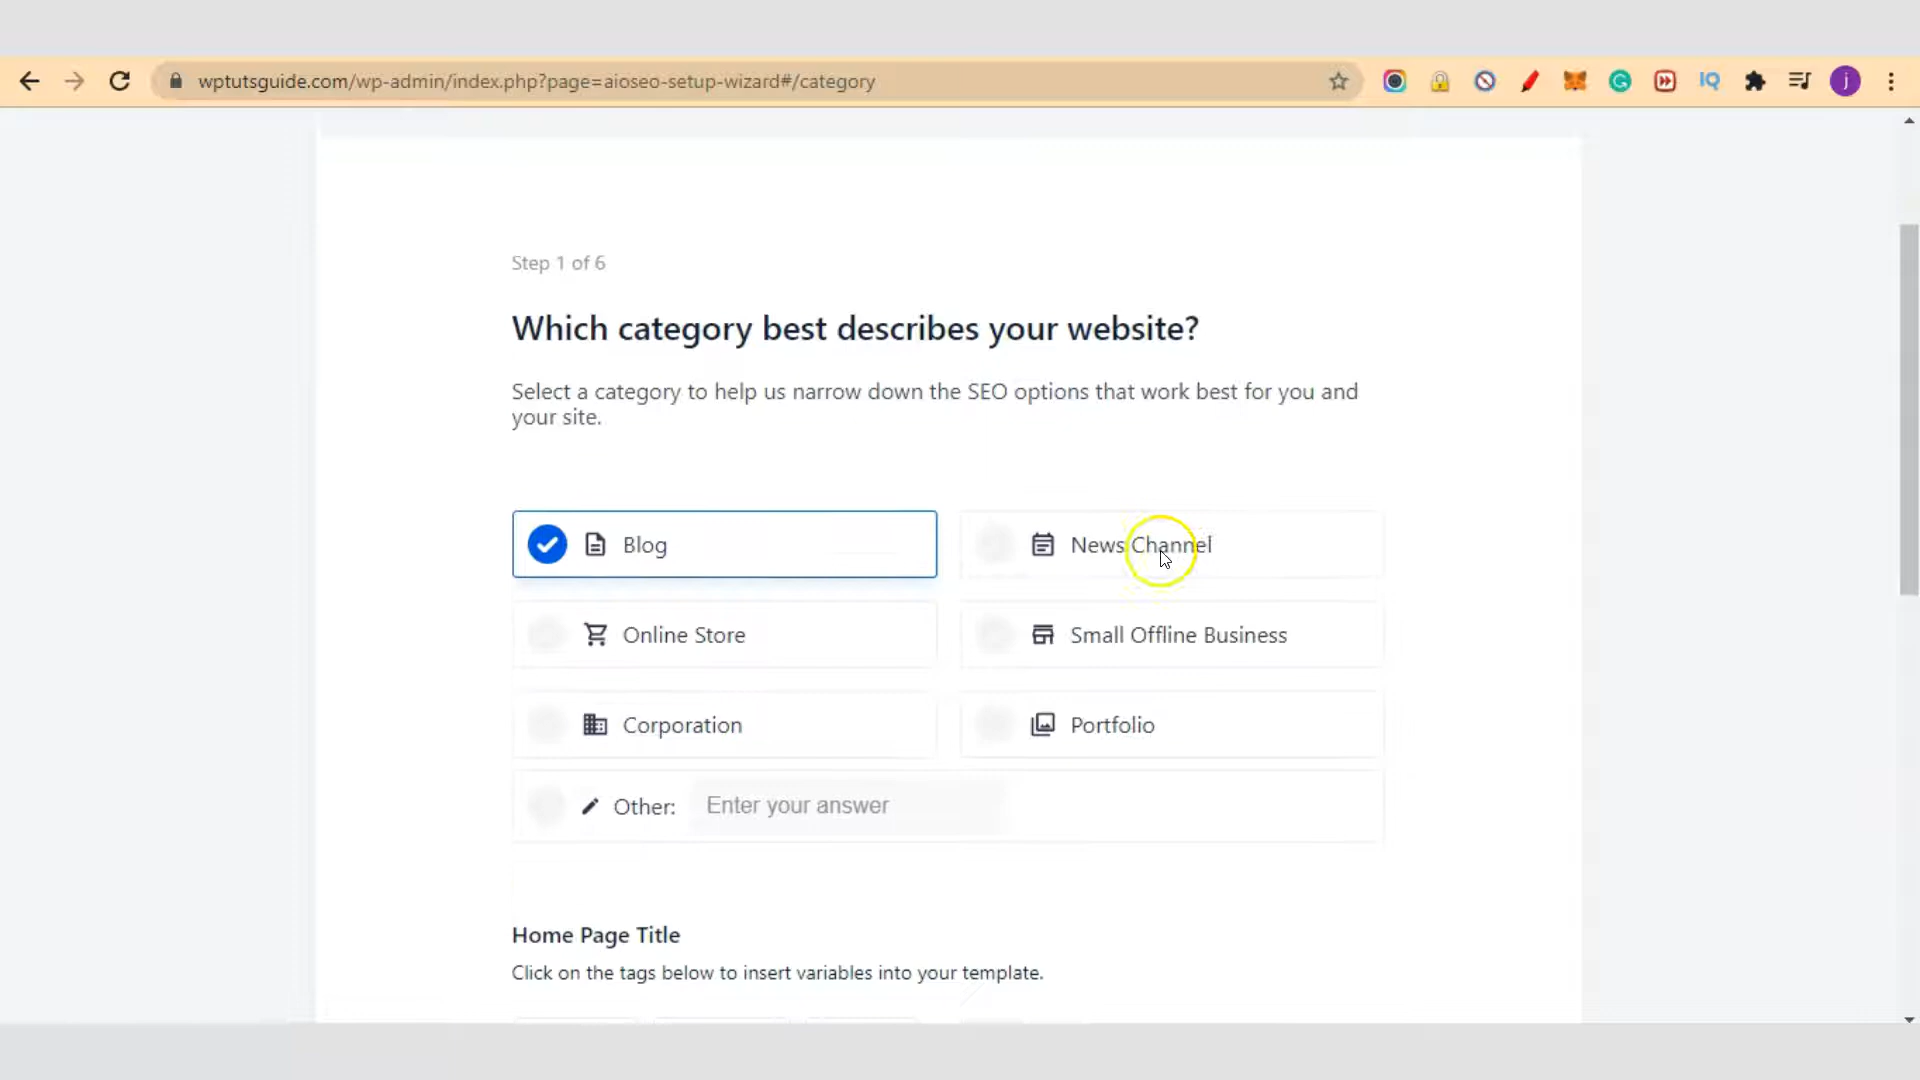 wptutsguide.com/wp-admin/index.php?page=aioseo-setup-wizard#/category
IQ
j
Step 1 of 6
Which category best describes your website?
Select a category to help us narrow down the SEO options that work best for you and
your site.
Blog
News Channel
Online Store
Small Offline Business
Corporation
Portfolio
Other: Enter your answer
Home Page Title
Click on the tags below to insert variables into your template.